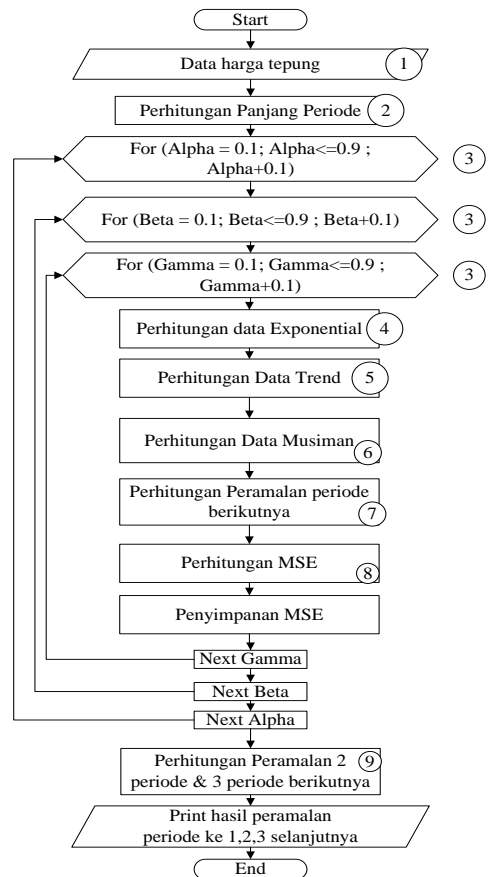 Start
Data harga tepung
1
Perhitungan Panjang Periode
2
For (Alpha = 0.1; Alpha<=0.9 ;
Alpha+0.1)
3
For (Beta = 0.1; Beta<=0.9 ; Beta+0.1)
3
For (Gamma = 0.1; Gamma<=0.9 ;
Gamma+0.1)
3
Perhitungan data Exponential
4
Perhitungan Data Trend
5
Perhitungan Data Musiman
6
Perhitungan Peramalan periode
berikutnya
7
Perhitungan MSE
8
Penyimpanan MSE
Next Gamma
Next Beta
Next Alpha
Perhitungan Peramalan 2
periode & 3 periode berikutnya
9
Print hasil peramalan
periode ke 1,2,3 selanjutnya
End